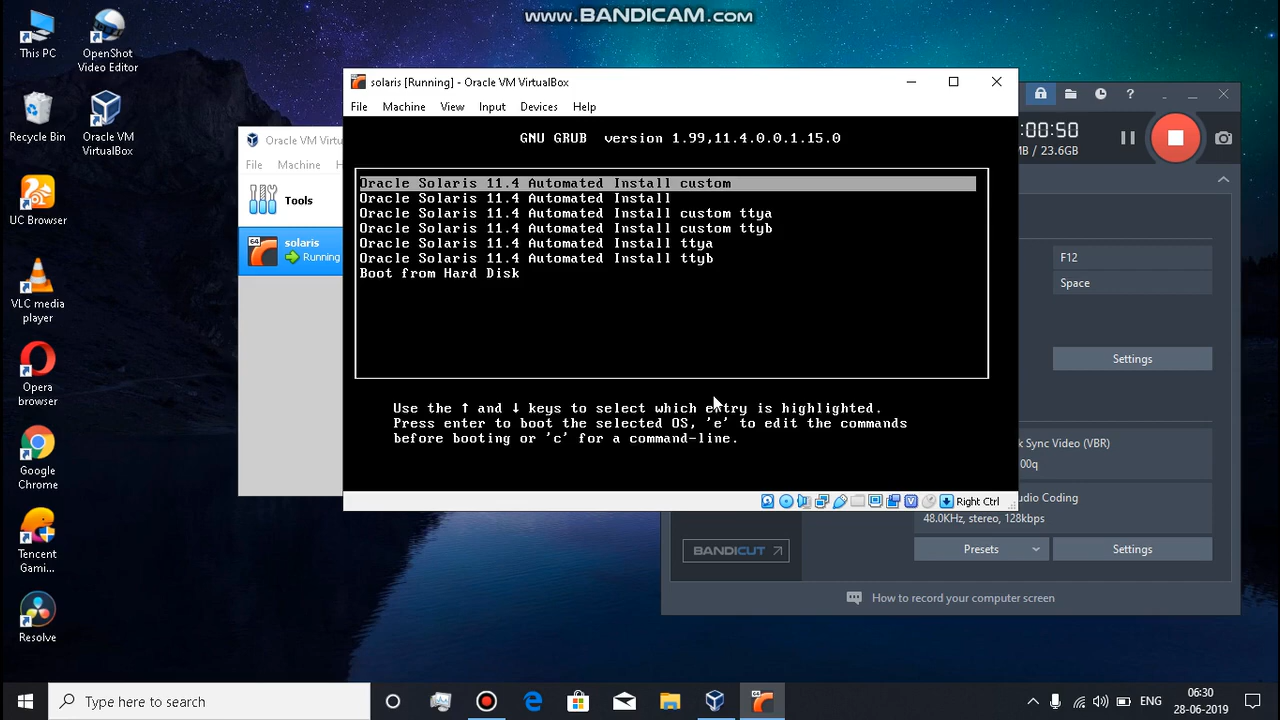 www.BANDICAM.com
This PC
OpenShot
Video Editor
Recycle Bin
Oracle VM
VirtualBox
UC Browser
VLC media
player
Opera
browser
Google
Chrome
Tencent
Gami...
Resolve
Oracle VM Virtu
File
Machine
H
Tools
64
solaris
Running
solaris [Running] - Oracle VM VirtualBox
File Machine View Input Devices Help
GNU GRUB version 1.99,11.4.0.0.1.15.0
Oracle Solaris 11.4 Automated Install custom
Oracle Solaris 11.4 Automated Install
Oracle Solaris 11.4 Automated Install custom ttya
Oracle Solaris 11.4 Automated Install custom ttyb
Oracle Solaris 11.4 Automated Install ttya
Oracle Solaris 11.4 Automated Install ttyb
Boot from Hard Disk
Use the ↑ and ↓ keys to select which entry is highlighted.
Press enter to boot the selected OS, 'e' to edit the commands
before booting or 'c' for a command-line.
Right Ctrl
:00:50
MB / 23.6GB
F12
Space
Settings
k Sync Video (VBR)
00q
udio Coding
48.0KHz, stereo, 128kbps
BANDICUT
Presets
Settings
How to record your computer screen
Type here to search
ENG
06:30
28-06-2019